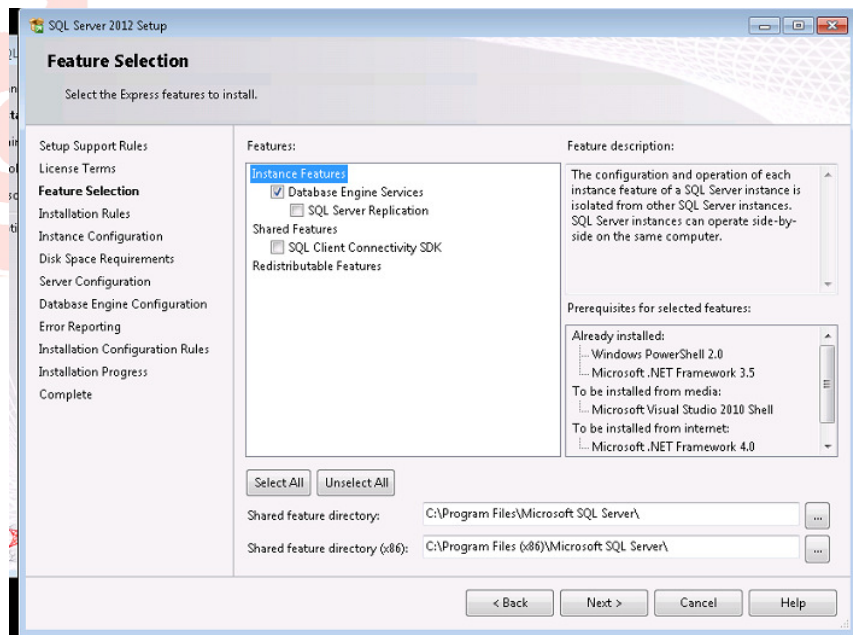 SQL Server 2012 Setup
Feature Selection
Select the Express features to install.
Setup Support Rules
License Terms
Feature Selection
Installation Rules
Instance Configuration
Disk Space Requirements
Server Configuration
Database Engine Configuration
Error Reporting
Installation Configuration Rules
Installation Progress
Complete
Features:
Instance Features
Database Engine Services
SQL Server Replication
Shared Features
SQL Client Connectivity SDK
Redistributable Features
Feature description:
The configuration and operation of each
instance feature of a SQL Server instance is
isolated from other SQL Server instances.
SQL Server instances can operate side-by-
side on the same computer.
Prerequisites for selected features:
Already installed:
Windows PowerShell 2.0
Microsoft .NET Framework 3.5
To be installed from media:
Microsoft Visual Studio 2010 Shell
To be installed from internet:
Microsoft .NET Framework 4.0
Select All
Unselect All
Shared feature directory:
C:\Program Files\Microsoft SQL Server\
...
Shared feature directory (x86):
C:\Program Files (x86)\Microsoft SQL Server\
...
< Back
Next >
Cancel
Help